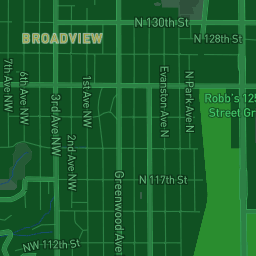 N 130th St
BROADVIEW
N 128th St
7th Ave NW
6th Ave NW
3rd Ave NW
1st Ave NW
2nd Ave NW
Evanston Ave N
N Park Ave N
Robb's 125
Street Gr
Greenwood Ave
N 117th St
NW 112th St